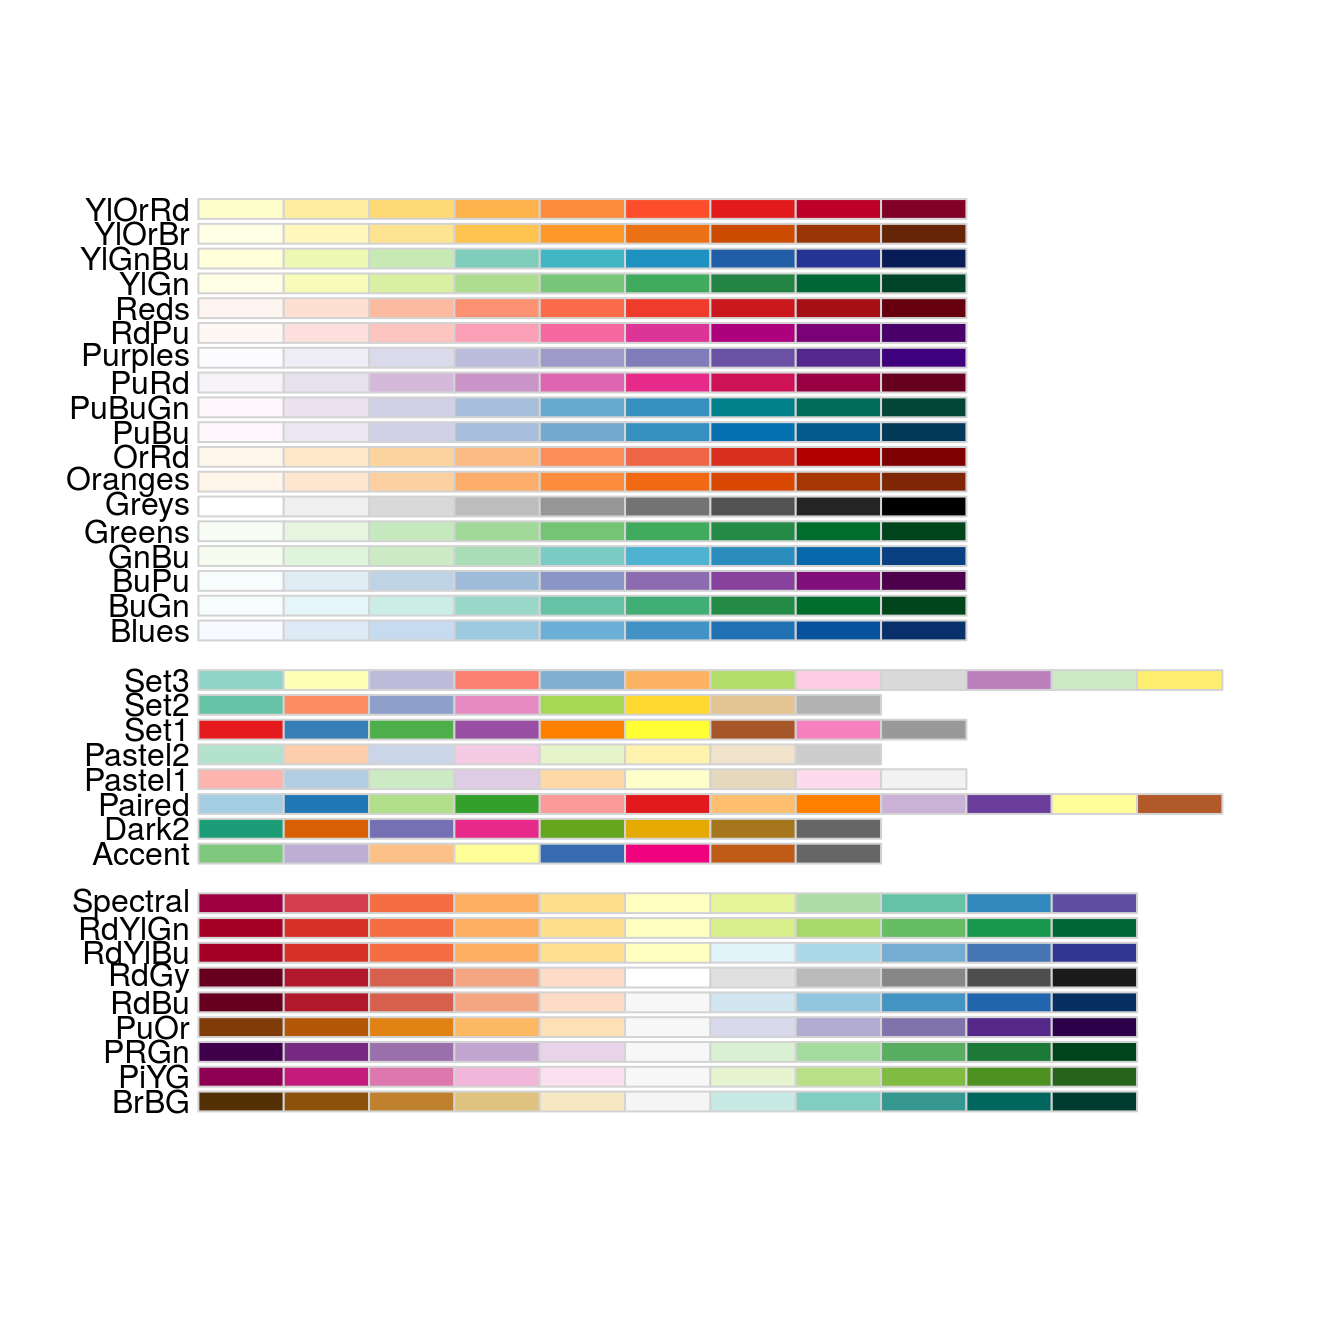 YlOrRd
YlOrBr
YlGnBu
YlGn
Reds
RdPu
Purples
PuRd
PuBuGn
PuBu
OrRd
Oranges
Greys
Greens
GnBu
BuPu
BuGn
Blues
Set3
Set2
Set1
Pastel2
Pastel1
Paired
Dark2
Accent
Spectral
RdYlGn
RdYlBu
RdGy
RdBu
PuOr
PRGn
PiYG
BrBG